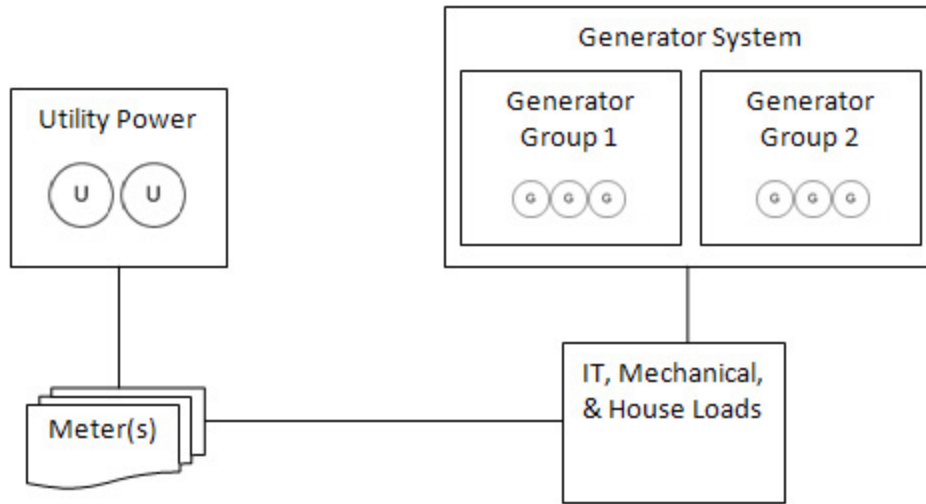 Generator System
Utility Power
U U
Generator
Group 1
G G G
Generator
Group 2
G G G
Meter(s)
IT, Mechanical,
& House Loads